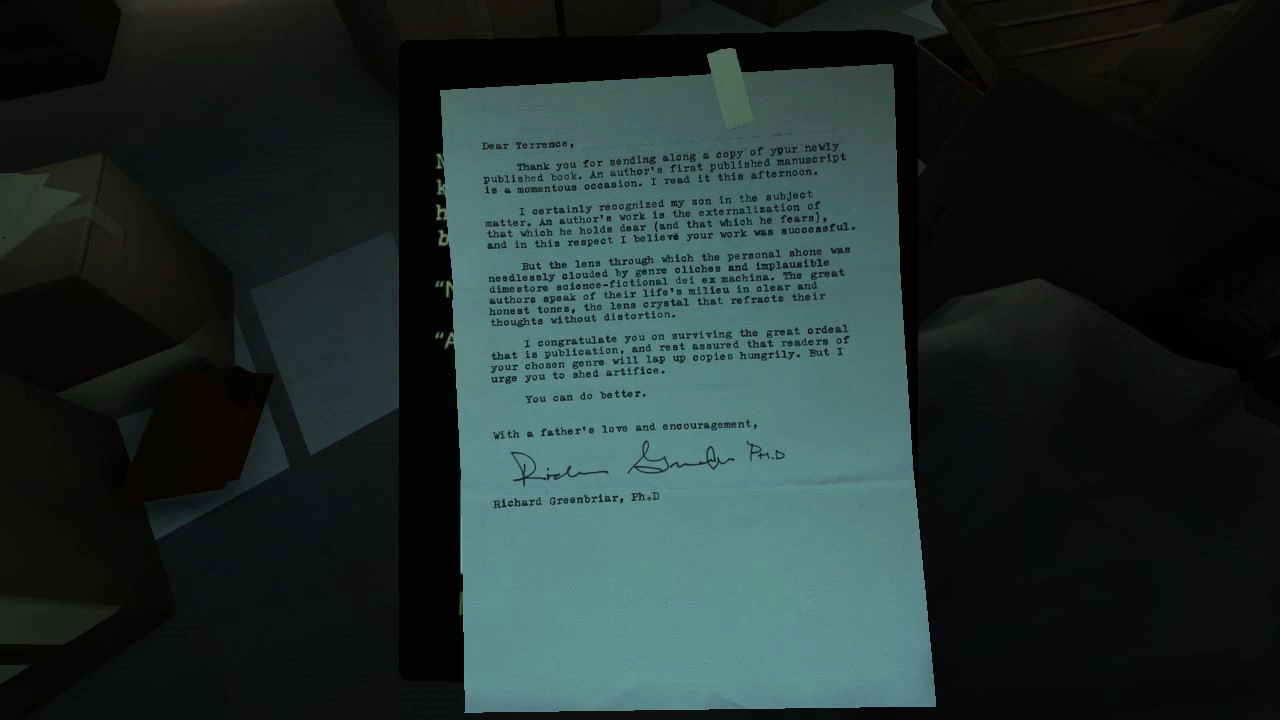 Dear Terrence,
Thank you for sending along a copy of your newly
published book. An author's first published manuscript
is a momentous occasion. I read it this afternoon.
I certainly recognized my son in the subject
matter. An author's work is the externalization of
that which he holds dear (and that which he fears),
and in this respect I believe your work was successful.
But the lens through which the personal shone was
needlessly clouded by genre cliches and implausible
dimestore science-fictional dei ex machina. The great
authors speak of their life's milieu in clear and
honest tones, the lens crystal that refracts their
thoughts without distortion.
I congratulate you on surviving the great ordeal
that is publication, and rest assured that readers of
your chosen genre will lap up copies hungrily. But I
urge you to shed artifice.
You can do better.
With a father's love and encouragement,
Richard Greenbriar PH.D
Richard Greenbriar, Ph.D